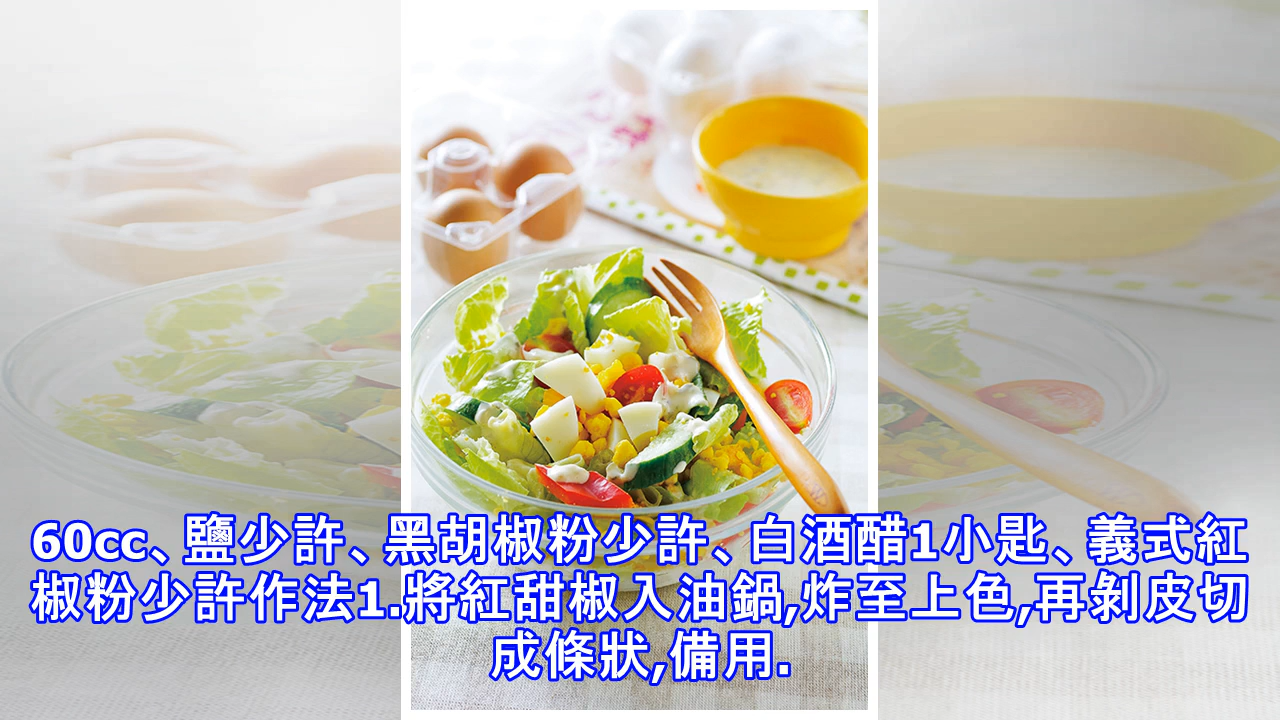 60cc、鹽少許、黑胡椒粉少許、白酒醋1小匙、義式紅
椒粉少許作法1.將紅甜椒入油鍋,炸至上色,再剝皮切
成條狀,備用.